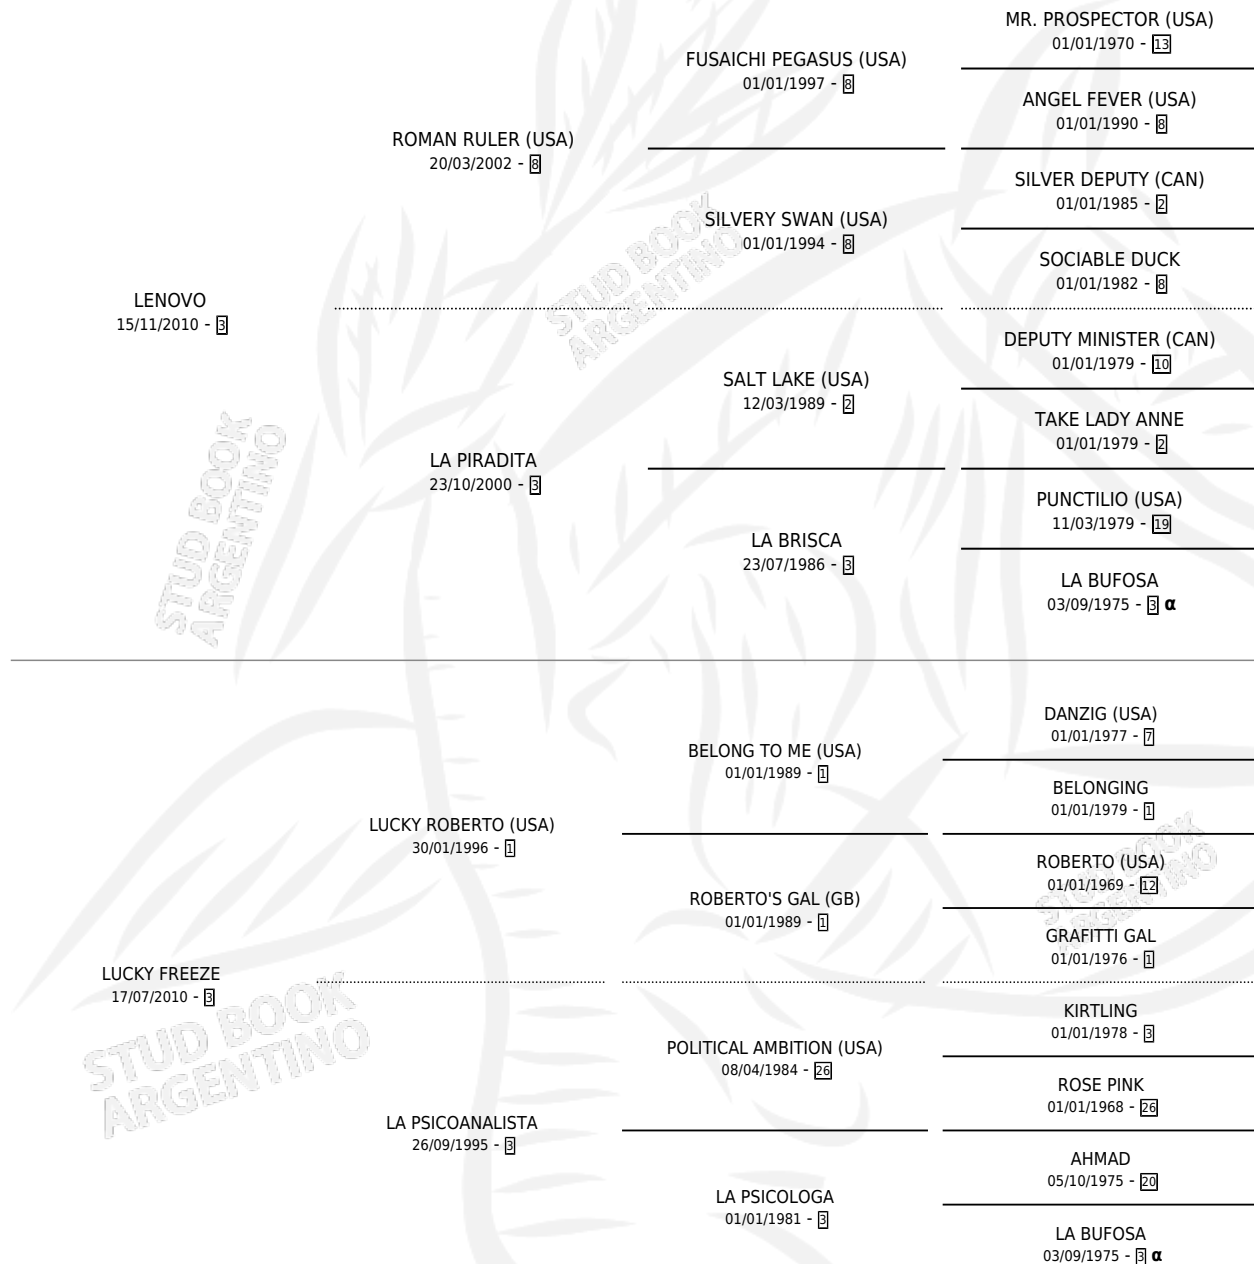 MR. PROSPECTOR (USA)
01/01/1970 - 13
FUSAICHI PEGASUS (USA)
01/01/1997 - 8
ANGEL FEVER (USA)
01/01/1990 - 8
ROMAN RULER (USA)
20/03/2002 - 8
SILVER DEPUTY (CAN)
01/01/1985 - 2
SILVERY SWAN (USA)
01/01/1994 - 8
SOCIABLE DUCK
01/01/1982 - 8
LENOVO
15/11/2010 - 3
DEPUTY MINISTER (CAN)
01/01/1979 - 10
SALT LAKE (USA)
12/03/1989 - 2
TAKE LADY ANNE
01/01/1979 - 2
LA PIRADITA
23/10/2000 - 3
PUNCTILIO (USA)
11/03/1979 - 19
LA BRISCA
23/07/1986 - 3
LA BUFOSA
03/09/1975 - 3 α
DANZIG (USA)
01/01/1977 - 7
BELONG TO ME (USA)
01/01/1989 - 1
BELONGING
01/01/1979 - 1
LUCKY ROBERTO (USA)
30/01/1996 - 1
ROBERTO (USA)
01/01/1969 - 12
ROBERTO'S GAL (GB)
01/01/1989 - 1
GRAFITTI GAL
01/01/1976 - 1
LUCKY FREEZE
17/07/2010 - 3
KIRTLING
01/01/1978 - 3
POLITICAL AMBITION (USA)
08/04/1984 - 26
ROSE PINK
01/01/1968 - 26
LA PSICOANALISTA
26/09/1995 - 3
AHMAD
05/10/1975 - 20
LA PSICOLOGA
01/01/1981 - 3
LA BUFOSA
03/09/1975 - 3 α
STUD BOOK
ARGENTINO
STUD BOOK
ARGENTINO
STUD BOOK
ARGENTINO
STUD BOOK
ARGENTINO